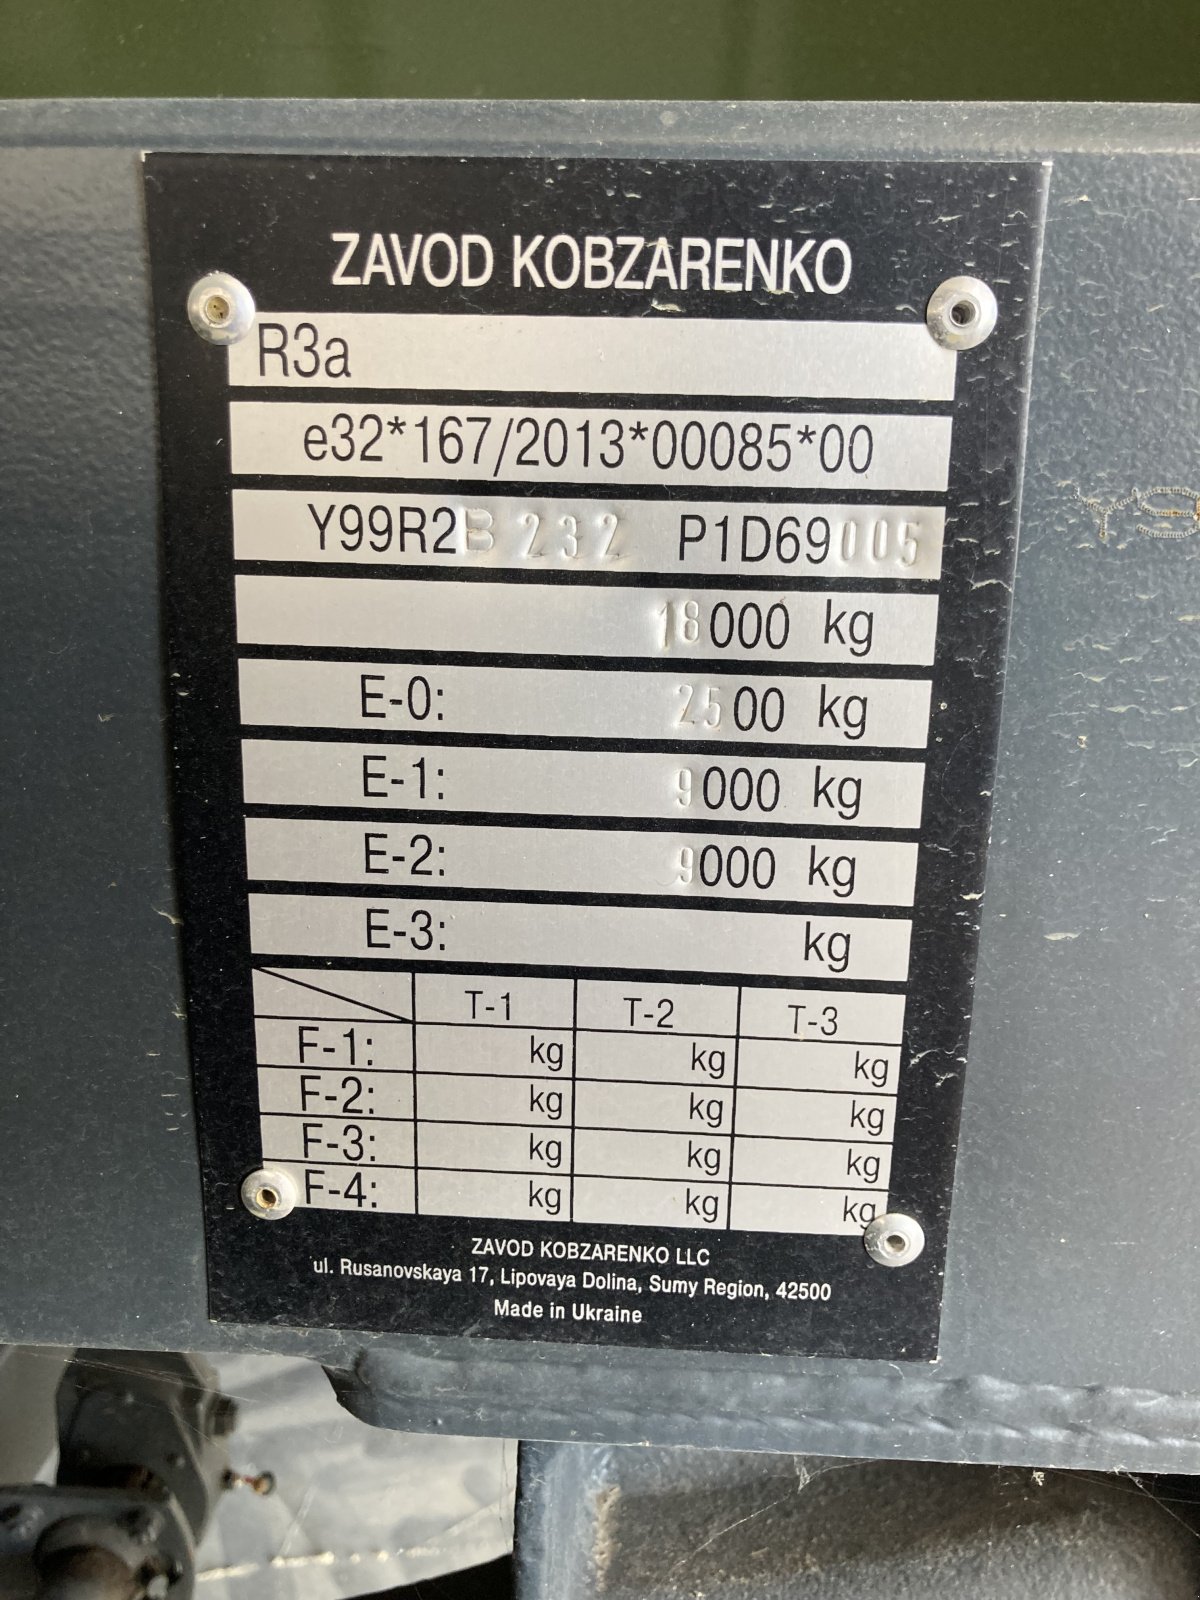 ZAVOD KOBZARENKO
R3a
e32*167/2013*00085*00
Y99R2B232 P1D69005
18000 kg
E-0: 2500 kg
E-1: 9000 kg
E-2: 9000 kg
E-3: kg
T-1 T-2 T-3
F-1: kg kg kg
F-2: kg kg kg
F-3: kg kg kg
F-4: kg kg kg
ZAVOD KOBZARENKO LLC
ul. Rusanovskaya 17, Lipovaya Dolina, Sumy Region, 42500
Made in Ukraine